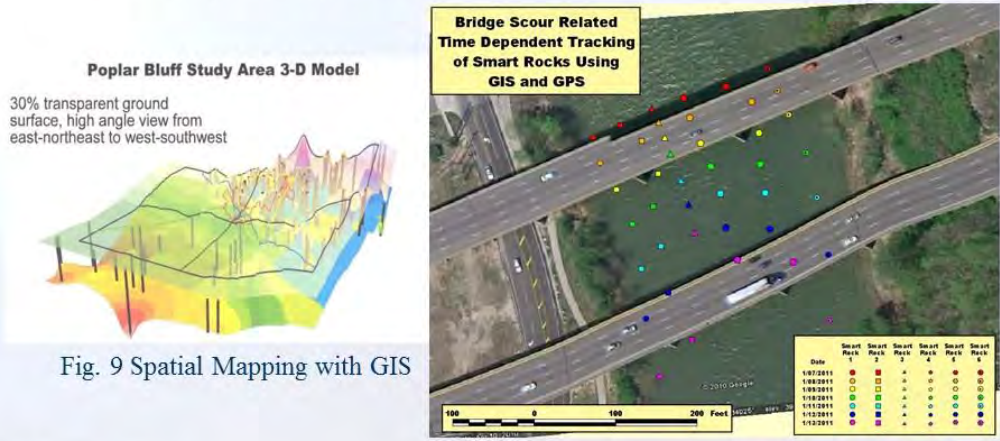 Poplar Bluff Study Area 3-D Model
30% transparent ground
surface, high angle view from
east-northeast to west-southwest
Fig. 9 Spatial Mapping with GIS
Bridge Scour Related
Time Dependent Tracking
of Smart Rocks Using
GIS and GPS
© 2010 Google
100 0 100 200 Feet
Smart Smart Smart Smart Smart Smart
Rock Rock Rock Rock Rock Rock
Date 1 2 3 4 5 6
1/07/2011
1/08/2011
1/09/2011
1/10/2011
1/11/2011
1/12/2011
1/13/2011